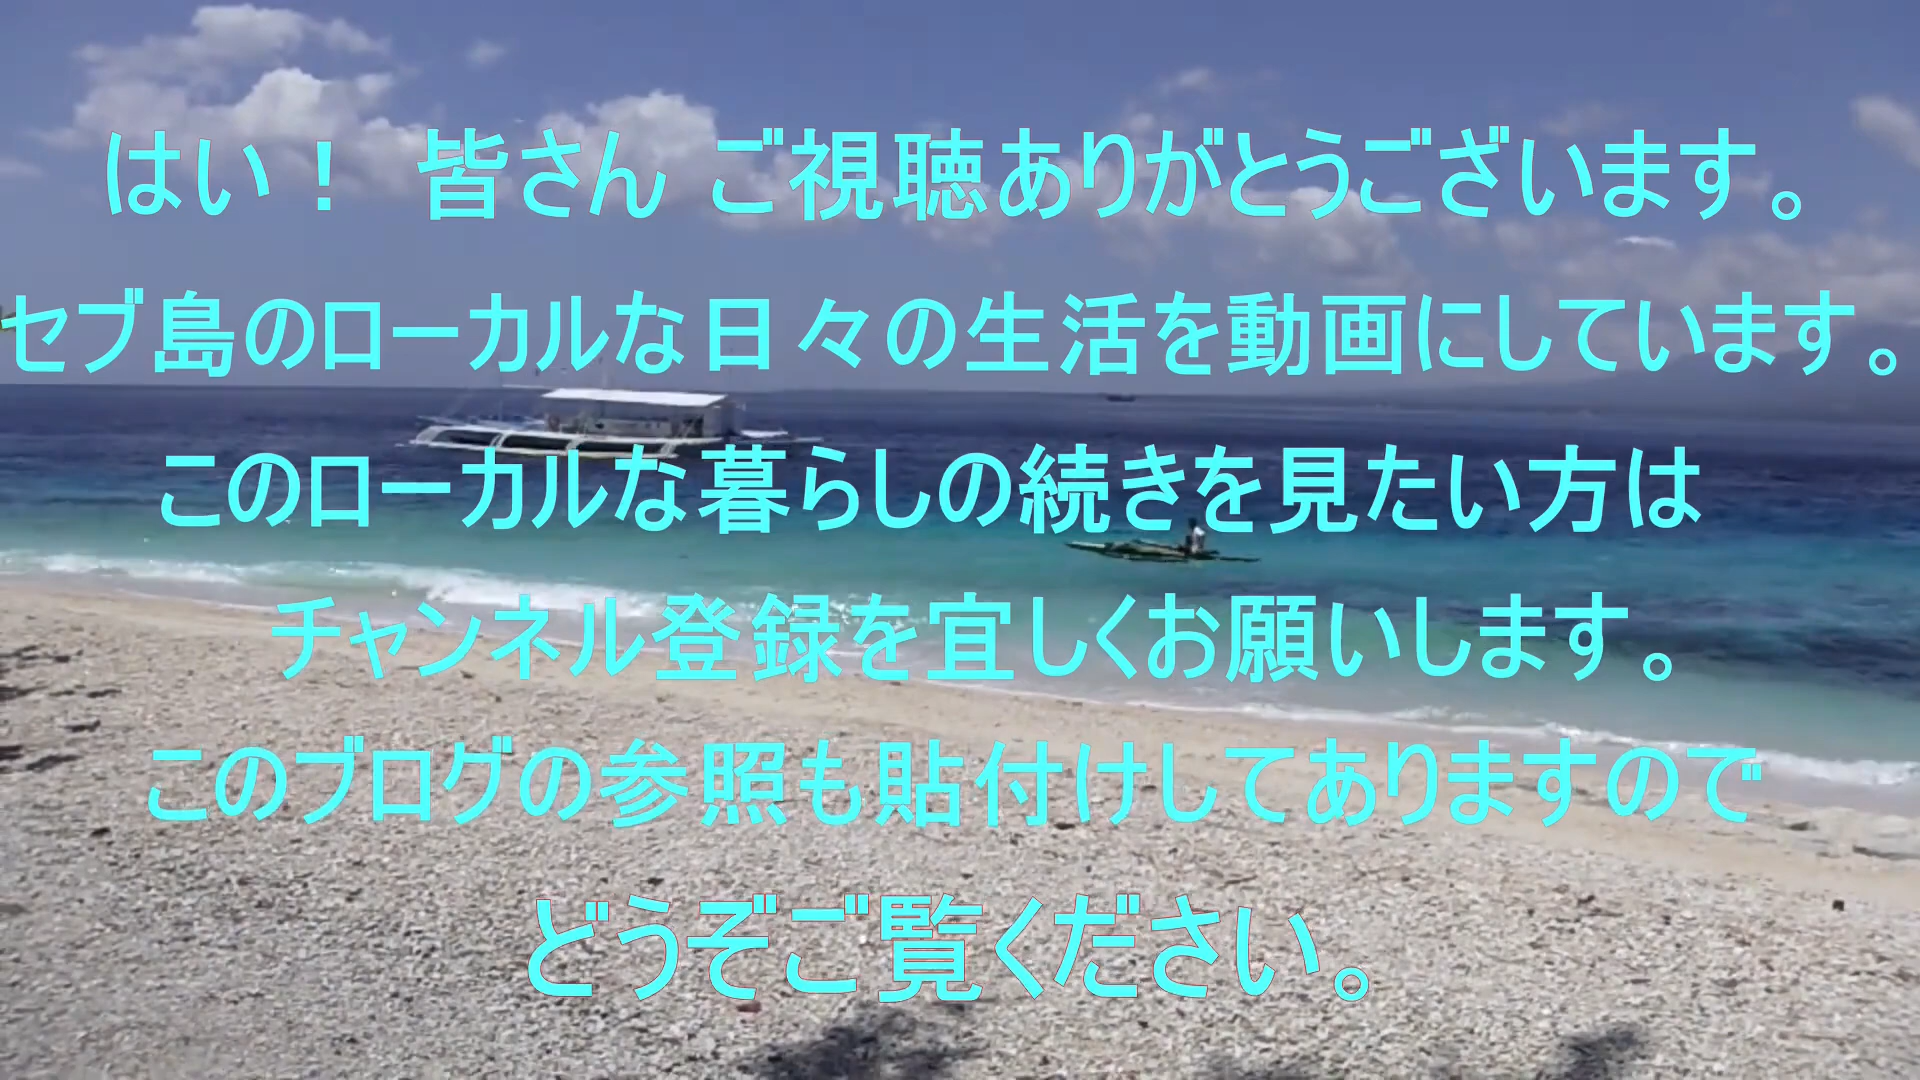 はい！　皆さん ご視聴ありがとうございます。
セブ島のローカルな日々の生活を動画にしています。
このローカルな暮らしの続きを見たい方は
チャンネル登録を宜しくお願いします。
このブログの参照も貼付けしてありますので
どうぞご覧ください。